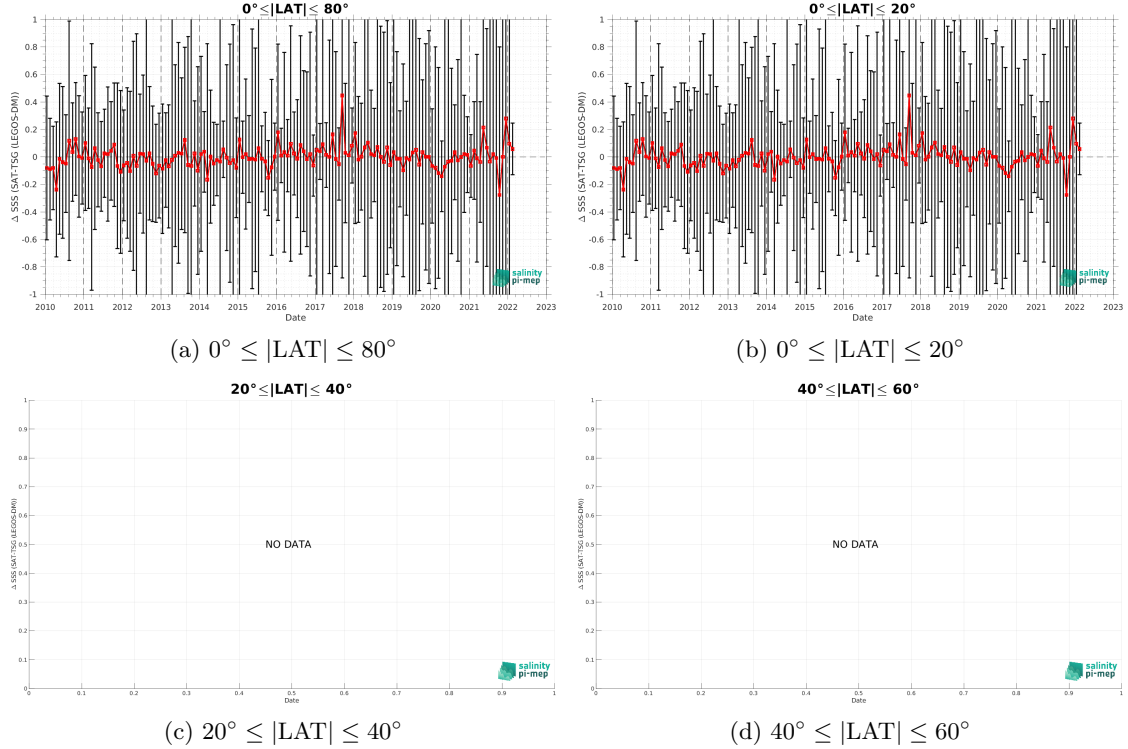 0°≤|LAT|≤ 80°
Δ SSS (SAT-TSG (LEGOS-DM))
1
0.8
0.6
0.4
0.2
0
-0.2
-0.4
-0.6
-0.8
-1
2010 2011 2012 2013 2014 2015 2016 2017 2018 2019 2020 2021 2022 2023
Date
salinity
pi-mep
(a) 0° ≤ |LAT| ≤ 80°
0°≤|LAT|≤ 20°
Δ SSS (SAT-TSG (LEGOS-DM))
1
0.8
0.6
0.4
0.2
0
-0.2
-0.4
-0.6
-0.8
-1
2010 2011 2012 2013 2014 2015 2016 2017 2018 2019 2020 2021 2022 2023
Date
salinity
pi-mep
(b) 0° ≤ |LAT| ≤ 20°
20°≤|LAT|≤ 40°
Δ SSS (SAT-TSG (LEGOS-DM))
1
0.9
0.8
0.7
0.6
0.5
0.4
0.3
0.2
0.1
0
NO DATA
0 0.1 0.2 0.3 0.4 0.5 0.6 0.7 0.8 0.9 1
Date
salinity
pi-mep
(c) 20° ≤ |LAT| ≤ 40°
40°≤|LAT|≤ 60°
Δ SSS (SAT-TSG (LEGOS-DM))
1
0.9
0.8
0.7
0.6
0.5
0.4
0.3
0.2
0.1
0
NO DATA
0 0.1 0.2 0.3 0.4 0.5 0.6 0.7 0.8 0.9 1
Date
salinity
pi-mep
(d) 40° ≤ |LAT| ≤ 60°